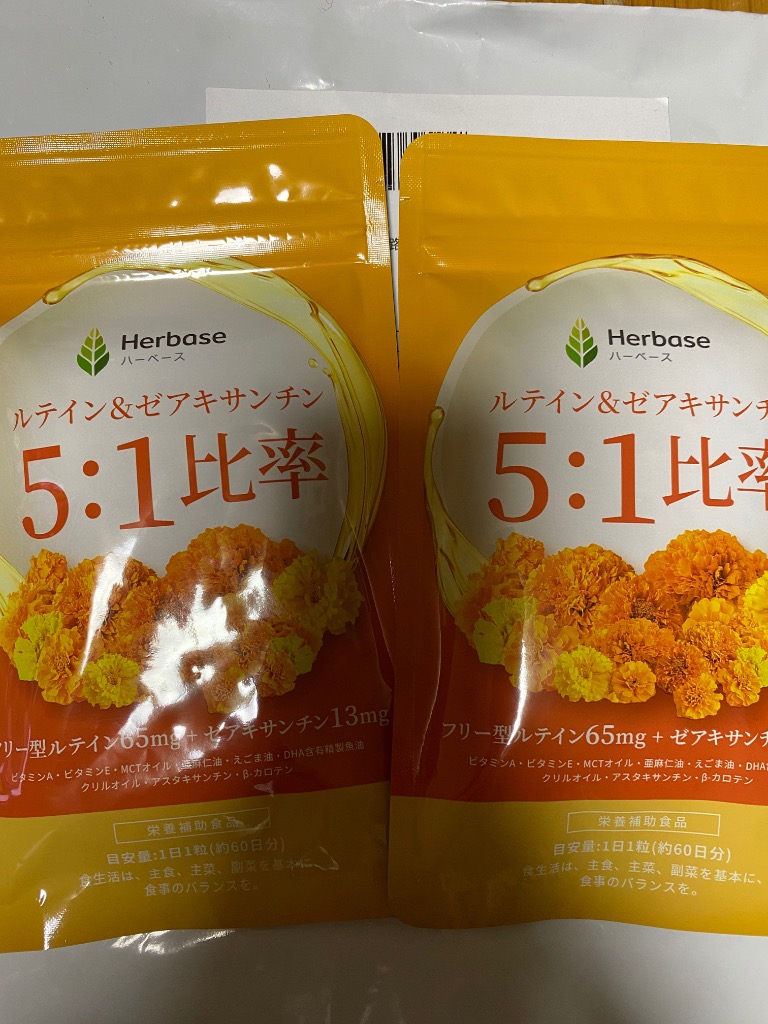 Herbase
ハーベース
ルテイン&ゼアキサンチン
5:1比率
フリー型ルテイン65mg + ゼアキサンチン13mg
ビタミンA・ビタミンE・MCTオイル・亜麻仁油・えごま油・DHA含有精製魚油
クリルオイル・アスタキサンチン・β-カロテン
栄養補助食品
目安量:1日1粒(約60日分)
食生活は、主食、主菜、副菜を基本に、
食事のバランスを。
Herbase
ハーベース
ルテイン&ゼアキサンチ
5:1比率
フリー型ルテイン65mg + ゼアキサンチ
ビタミンA・ビタミンE・MCTオイル・亜麻仁油・えごま油・DHA
クリルオイル・アスタキサンチン・β-カロテン
栄養補助食品
目安量:1日1粒(約60日分)
食生活は、主食、主菜、副菜を基本に、
食事のバランスを。